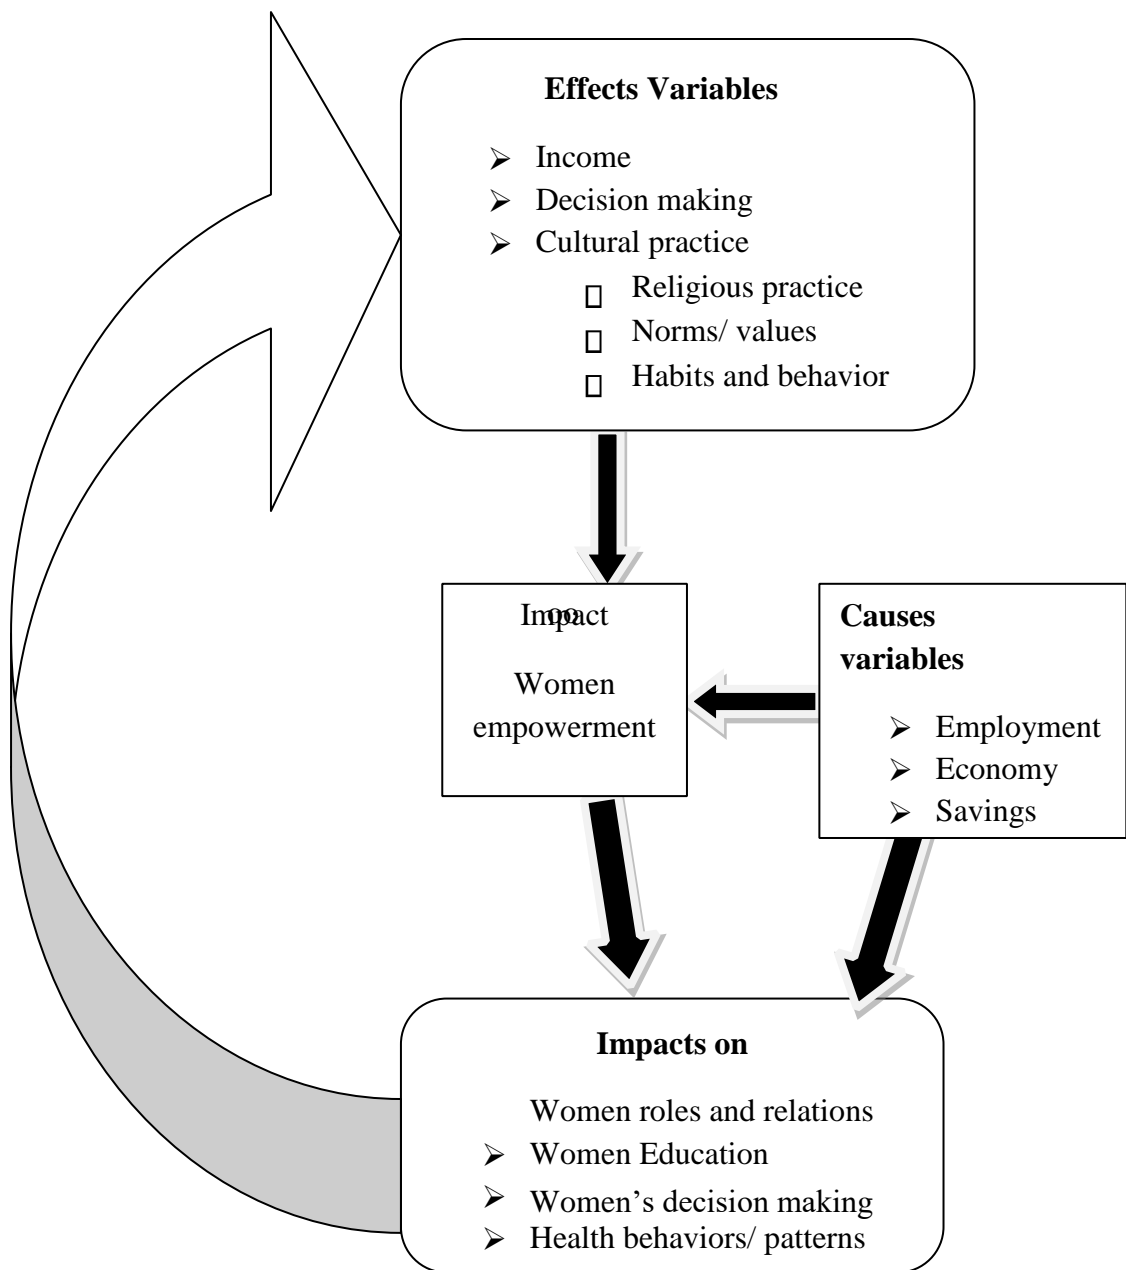 Effects Variables
➢ Income
➢ Decision making
➢ Cultural practice
▯ Religious practice
▯ Norms/ values
▯ Habits and behavior
Impact
Women
empowerment
Causes
variables
➢ Employment
➢ Economy
➢ Savings
Impacts on
Women roles and relations
➢ Women Education
➢ Women’s decision making
➢ Health behaviors/ patterns